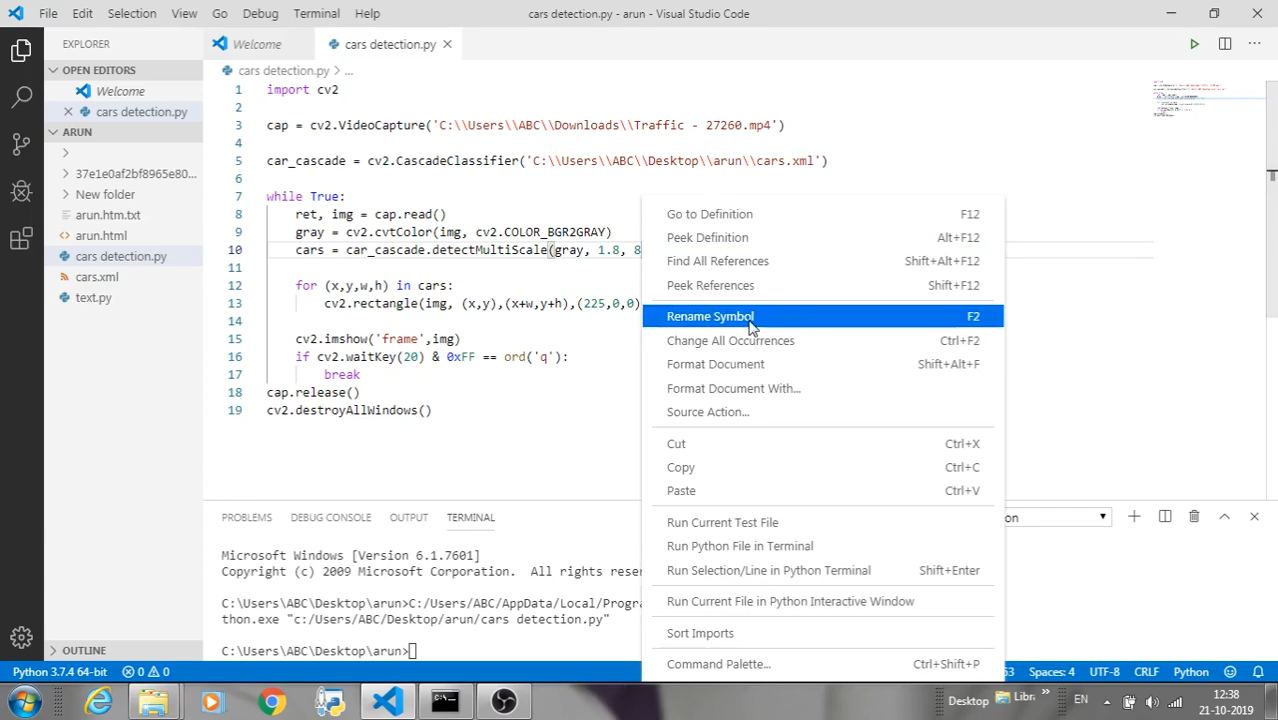 File Edit Selection View Go Debug Terminal Help
cars detection.py - arun - Visual Studio Code
EXPLORER
OPEN EDITORS
Welcome
cars detection.py
ARUN
37e1e0af2bf8965e80...
New folder
arun.htm.txt
arun.html
cars detection.py
cars.xml
text.py
OUTLINE
Welcome
cars detection.py
cars detection.py > ...
1 import cv2
2
3 cap = cv2.VideoCapture('C:\\Users\\ABC\\Downloads\\Traffic - 27260.mp4')
4
5 car_cascade = cv2.CascadeClassifier('C:\\Users\\ABC\\Desktop\\arun\\cars.xml')
6
7 while True:
8 ret, img = cap.read()
9 gray = cv2.cvtColor(img, cv2.COLOR_BGR2GRAY)
10 cars = car_cascade.detectMultiScale(gray, 1.8, 8
11
12 for (x,y,w,h) in cars:
13 cv2.rectangle(img, (x,y),(x+w,y+h),(225,0,0)
14
15 cv2.imshow('frame',img)
16 if cv2.waitKey(20) & 0xFF == ord('q'):
17 break
18 cap.release()
19 cv2.destroyAllWindows()
Go to Definition F12
Peek Definition Alt+F12
Find All References Shift+Alt+F12
Peek References Shift+F12
Rename Symbol F2
Change All Occurrences Ctrl+F2
Format Document Shift+Alt+F
Format Document With...
Source Action...
Cut Ctrl+X
Copy Ctrl+C
Paste Ctrl+V
Run Current Test File
Run Python File in Terminal
Run Selection/Line in Python Terminal Shift+Enter
Run Current File in Python Interactive Window
Sort Imports
Command Palette... Ctrl+Shift+P
PROBLEMS DEBUG CONSOLE OUTPUT TERMINAL
on
Microsoft Windows [Version 6.1.7601]
Copyright (c) 2009 Microsoft Corporation. All rights rese
C:\Users\ABC\Desktop\arun>C:/Users/ABC/AppData/Local/Progra
thon.exe "c:/Users/ABC/Desktop/arun/cars detection.py"
C:\Users\ABC\Desktop\arun>
Python 3.7.4 64-bit 0 0
63 Spaces: 4 UTF-8 CRLF Python
Desktop Libr » EN
12:38
21-10-2019